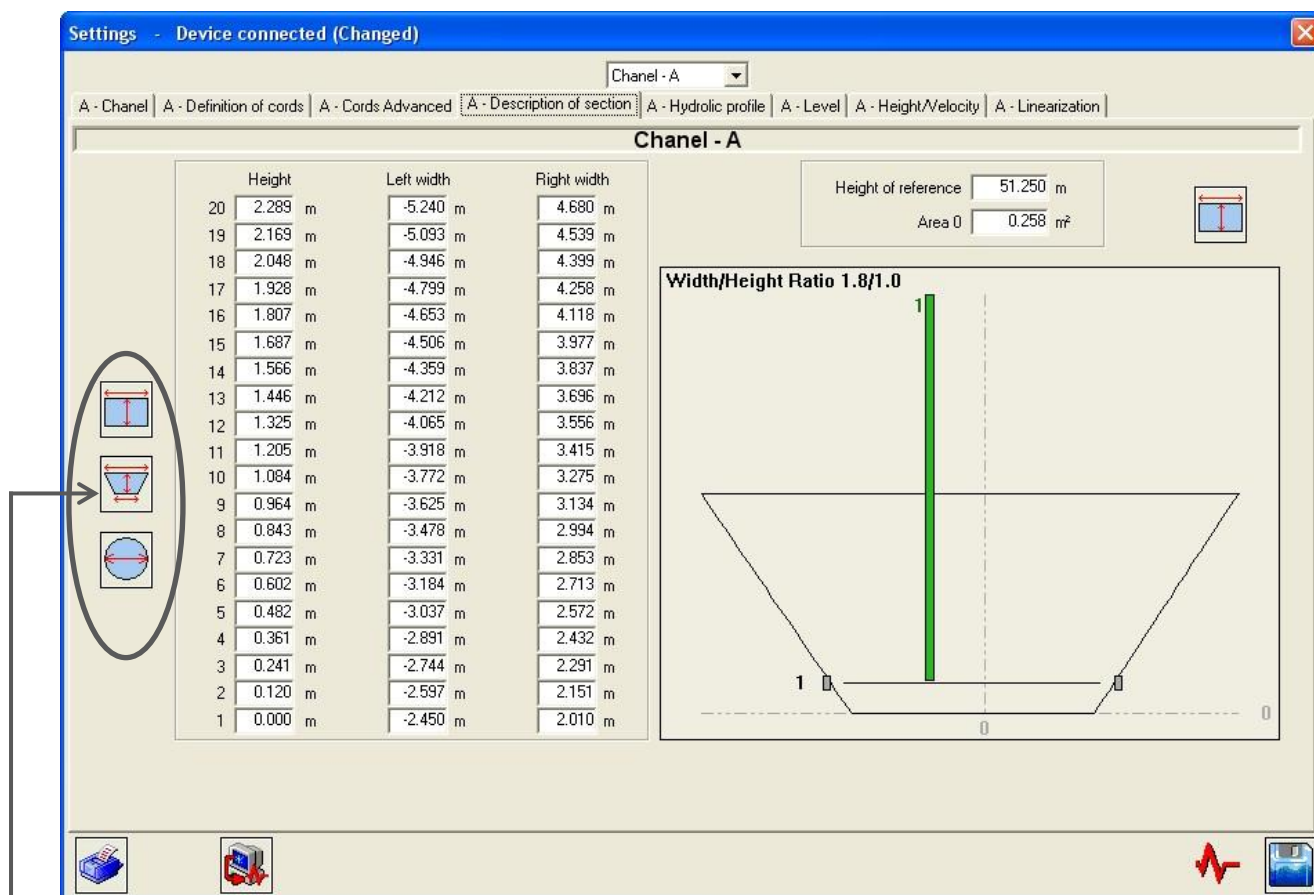 Settings - Device connected (Changed)
Chanel - A
A - Chanel A - Definition of cords A - Cords Advanced A - Description of section A - Hydrolic profile A - Level A - Height/Velocity A - Linearization
Chanel - A
Height Left width Right width
20 2.289 m -5.240 m 4.680 m
19 2.169 m -5.093 m 4.539 m
18 2.048 m -4.946 m 4.399 m
17 1.928 m -4.799 m 4.258 m
16 1.807 m -4.653 m 4.118 m
15 1.687 m -4.506 m 3.977 m
14 1.566 m -4.359 m 3.837 m
13 1.446 m -4.212 m 3.696 m
12 1.325 m -4.065 m 3.556 m
11 1.205 m -3.918 m 3.415 m
10 1.084 m -3.772 m 3.275 m
9 0.964 m -3.625 m 3.134 m
8 0.843 m -3.478 m 2.994 m
7 0.723 m -3.331 m 2.853 m
6 0.602 m -3.184 m 2.713 m
5 0.482 m -3.037 m 2.572 m
4 0.361 m -2.891 m 2.432 m
3 0.241 m -2.744 m 2.291 m
2 0.120 m -2.597 m 2.151 m
1 0.000 m -2.450 m 2.010 m
Height of reference 51.250 m
Area 0 0.258 m²
Width/Height Ratio 1.8/1.0
1
1
0
0